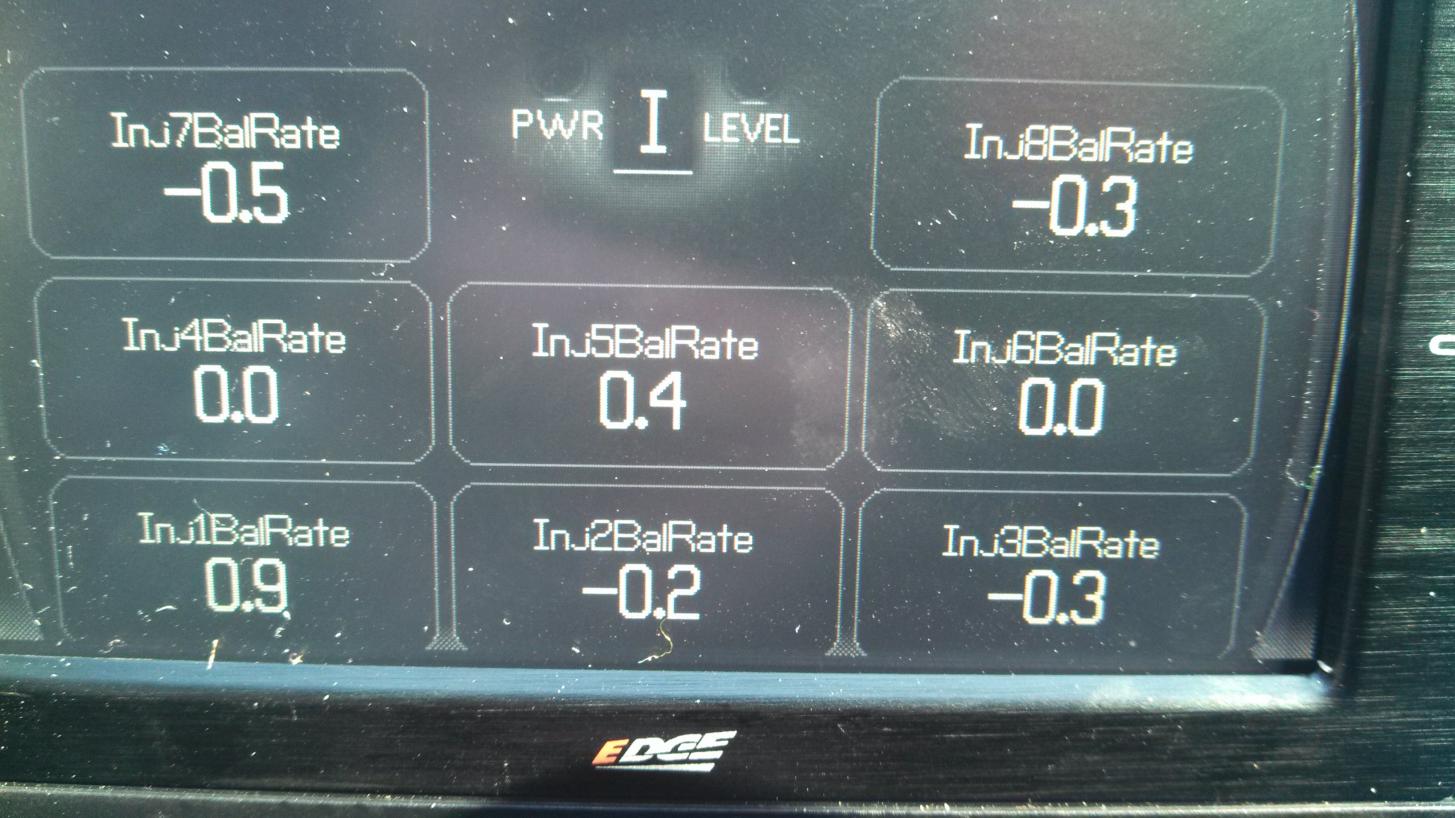 Inj7BalRate
-0.5
PWR I LEVEL
Inj8BalRate
-0.3
Inj4BalRate
0.0
Inj5BalRate
0.4
Inj6BalRate
0.0
Inj1BalRate
0.9
Inj2BalRate
-0.2
Inj3BalRate
-0.3
EDGE